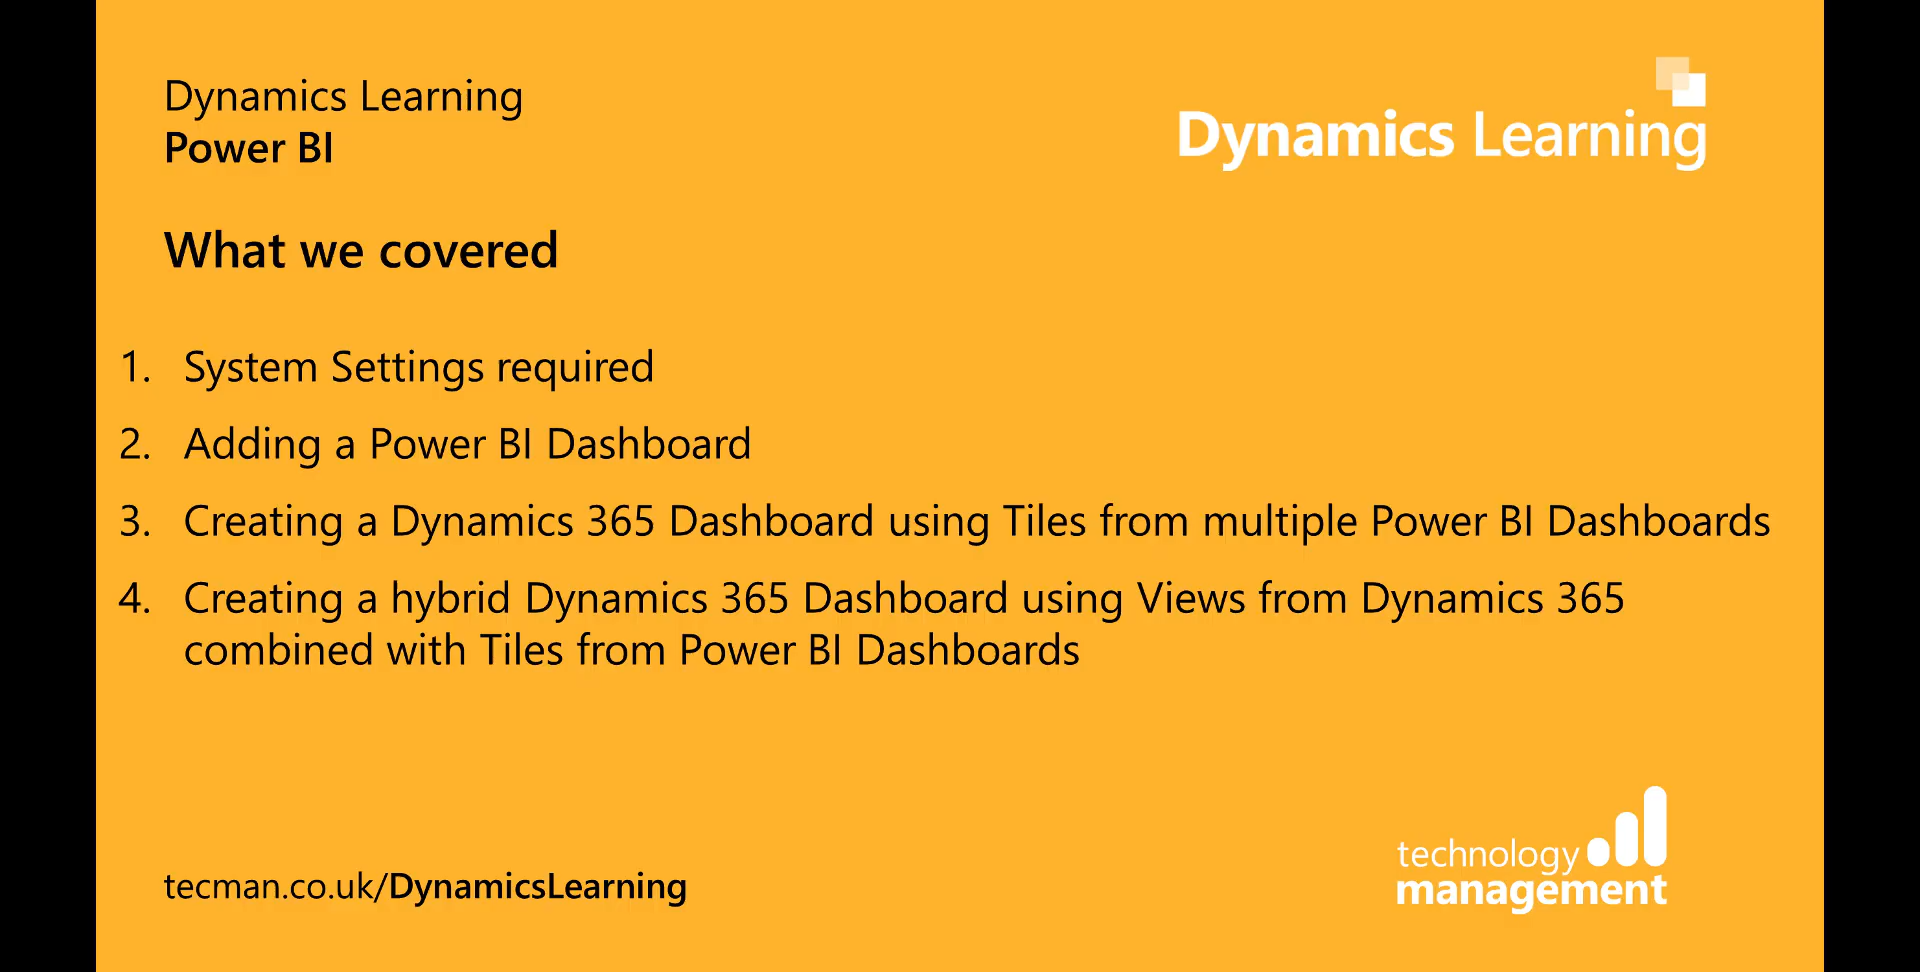 Dynamics Learning
Power BI
Dynamics Learning
What we covered
1. System Settings required
2. Adding a Power BI Dashboard
3. Creating a Dynamics 365 Dashboard using Tiles from multiple Power BI Dashboards
4. Creating a hybrid Dynamics 365 Dashboard using Views from Dynamics 365
combined with Tiles from Power BI Dashboards
tecman.co.uk/DynamicsLearning
technology
management